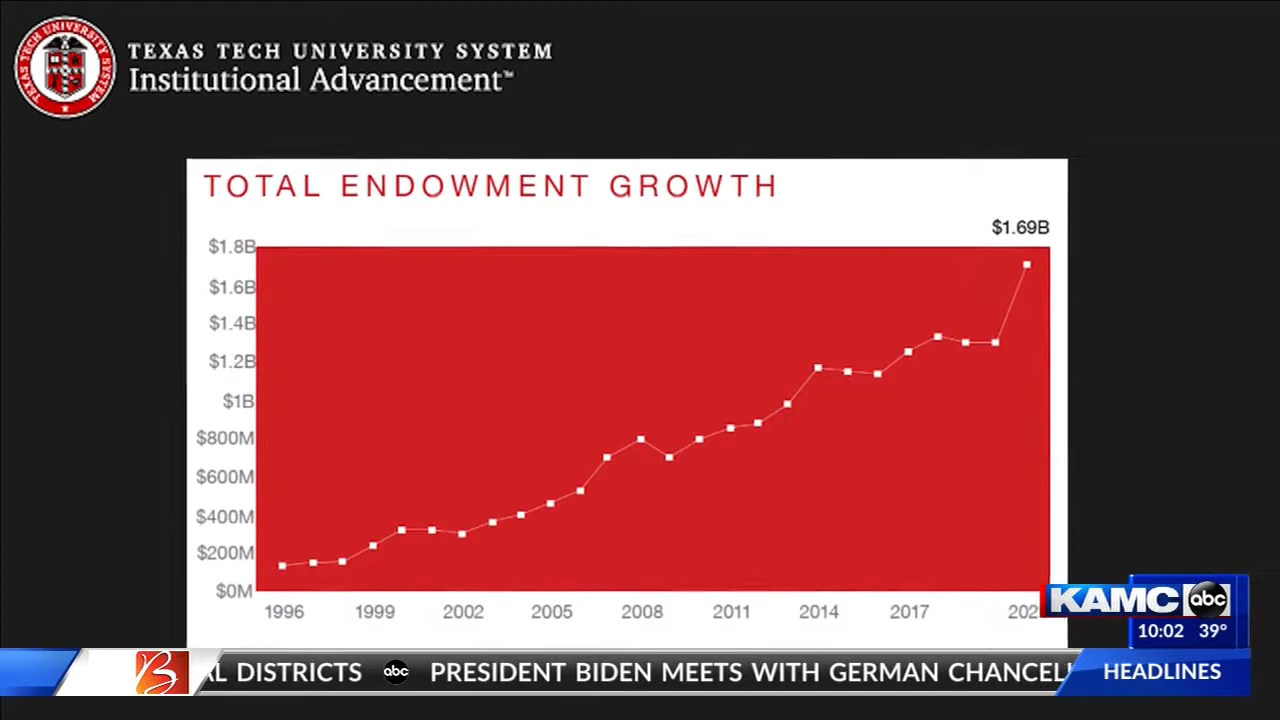 TEXAS TECH UNIVERSITY SYSTEM
Institutional Advancement™
TOTAL ENDOWMENT GROWTH
$1.69B
$1.8B
$1.6B
$1.4B
$1.2B
$1B
$800M
$600M
$400M
$200M
$0M
1996 1999 2002 2005 2008 2011 2014 2017 202
KAMC abc
10:02 39°
B
L DISTRICTS abc PRESIDENT BIDEN MEETS WITH GERMAN CHANCELL
HEADLINES